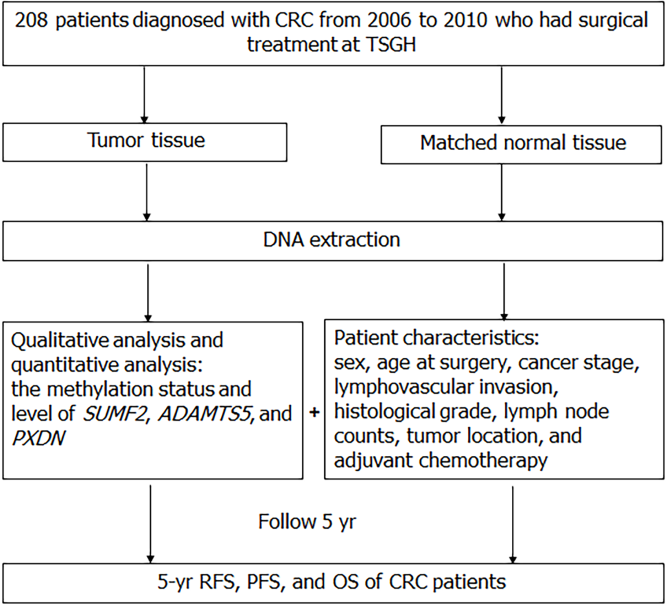 208 patients diagnosed with CRC from 2006 to 2010 who had surgical
treatment at TSGH
Tumor tissue
Matched normal tissue
DNA extraction
Qualitative analysis and
quantitative analysis:
the methylation status and
level of SUMF2, ADAMTS5, and
PXDN
+
Patient characteristics:
sex, age at surgery, cancer stage,
lymphovascular invasion,
histological grade, lymph node
counts, tumor location, and
adjuvant chemotherapy
Follow 5 yr
5-yr RFS, PFS, and OS of CRC patients